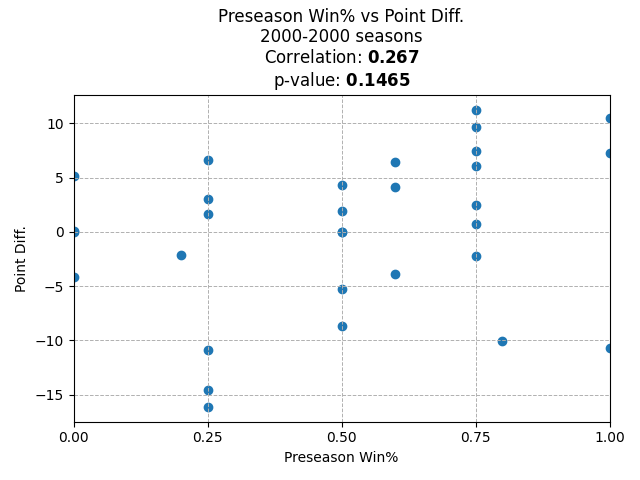 Preseason Win% vs Point Diff.
2000-2000 seasons
Correlation: 0.267
p-value: 0.1465
10
5
0
−5
−10
−15
Point Diff.
0.00 0.25 0.50 0.75 1.00
Preseason Win%